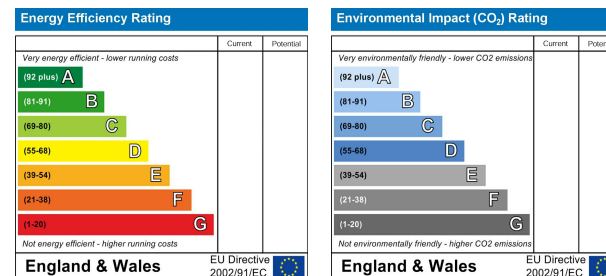 Energy Efficiency Rating
Current Potential
Very energy efficient - lower running costs
(92 plus) A
(81-91) B
(69-80) C
(55-68) D
(39-54) E
(21-38) F
(1-20) G
Not energy efficient - higher running costs
England & Wales
EU Directive
2002/91/EC
Environmental Impact (CO₂) Rating
Current Poten
Very environmentally friendly - lower CO2 emissions
(92 plus) A
(81-91) B
(69-80) C
(55-68) D
(39-54) E
(21-38) F
(1-20) G
Not environmentally friendly - higher CO2 emissions
England & Wales
EU Directive
2002/91/EC